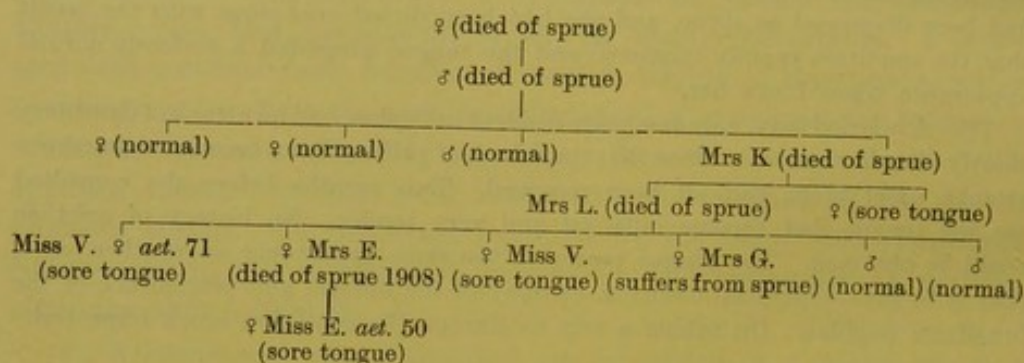 ♀ (died of sprue)
♂ (died of sprue)
♀ (normal) ♀ (normal) ♂ (normal) Mrs K (died of sprue)
Mrs L. (died of sprue) ♀ (sore tongue)
Miss V. ♀ aet. 71 ♀ Mrs E. ♀ Miss V. ♀ Mrs G. ♂ ♂
(sore tongue) (died of sprue 1908) (sore tongue) (suffers from sprue) (normal) (normal)
♀ Miss E. aet. 50
(sore tongue)